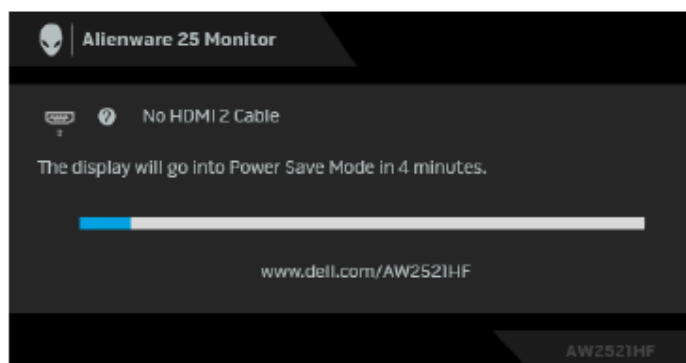 Alienware 25 Monitor
? No HDMI 2 Cable
2
The display will go into Power Save Mode in 4 minutes.
www.dell.com/AW2521HF
AW2521HF